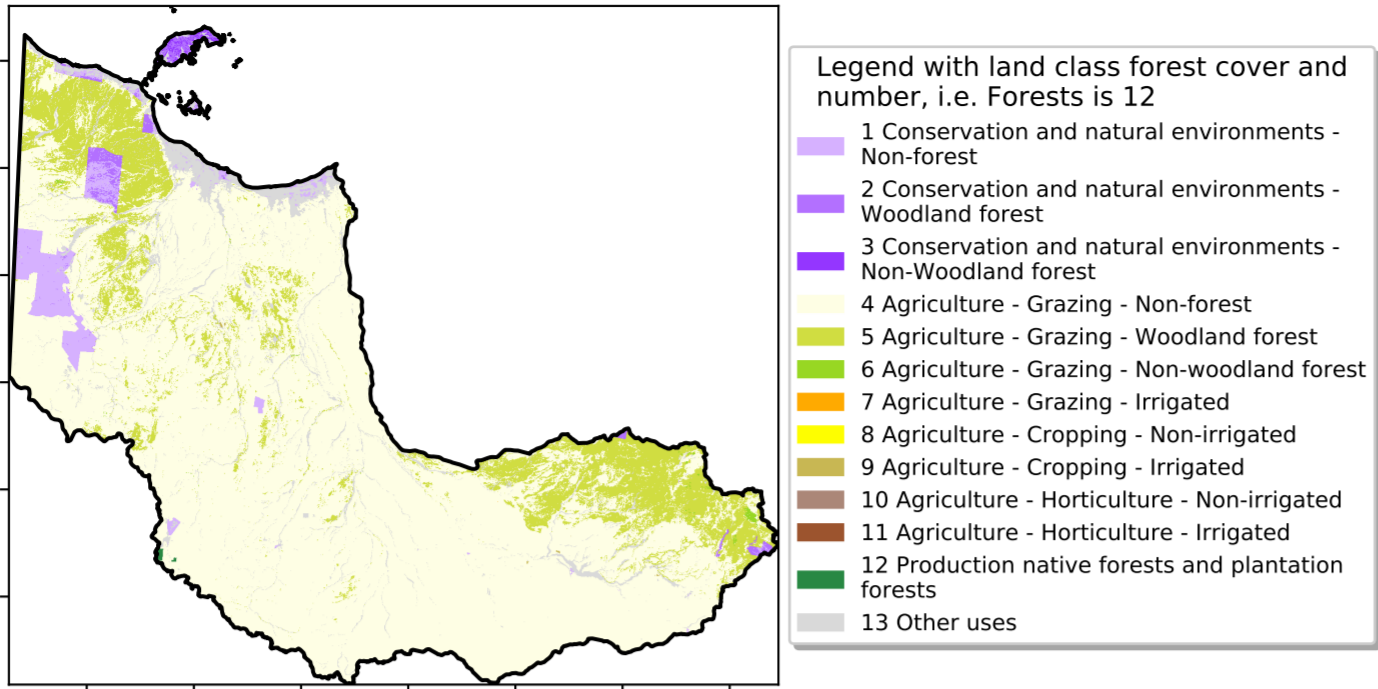 Legend with land class forest cover and
number, i.e. Forests is 12
1 Conservation and natural environments -
Non-forest
2 Conservation and natural environments -
Woodland forest
3 Conservation and natural environments -
Non-Woodland forest
4 Agriculture - Grazing - Non-forest
5 Agriculture - Grazing - Woodland forest
6 Agriculture - Grazing - Non-woodland forest
7 Agriculture - Grazing - Irrigated
8 Agriculture - Cropping - Non-irrigated
9 Agriculture - Cropping - Irrigated
10 Agriculture - Horticulture - Non-irrigated
11 Agriculture - Horticulture - Irrigated
12 Production native forests and plantation
forests
13 Other uses